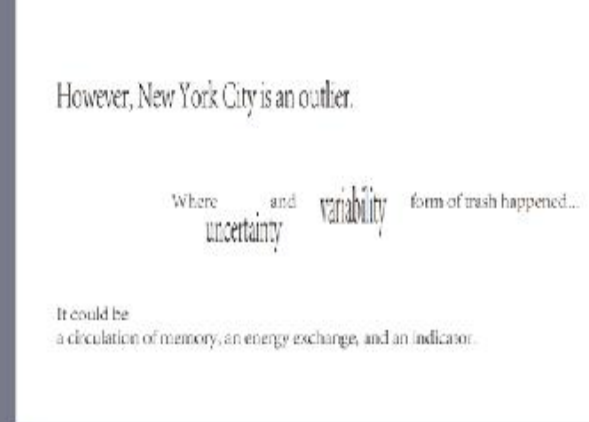 However, New York City is an outlier.
Where uncertainty and variability form of trash happened...
It could be
a circulation of memory, an energy exchange, and an indicator.